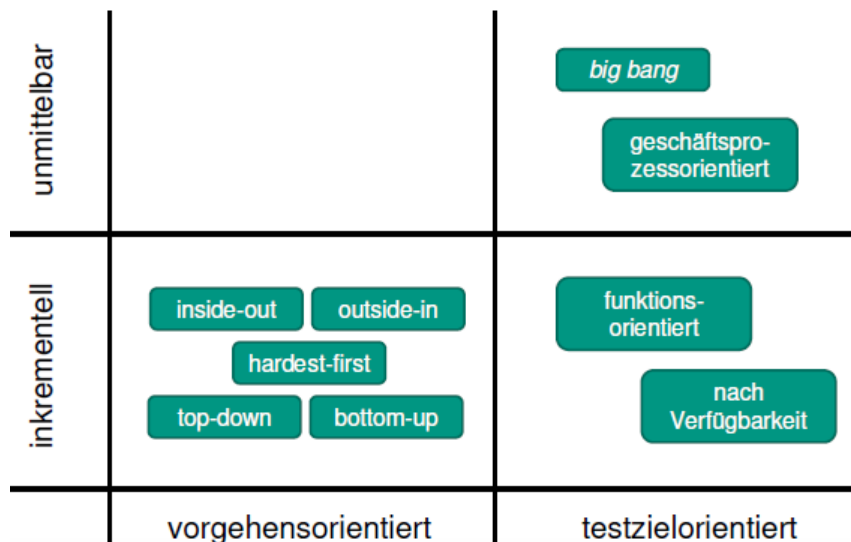 unmittelbar
big bang
geschäftspro-
zessorientiert
inkrementell
inside-out
outside-in
hardest-first
top-down
bottom-up
funktions-
orientiert
nach
Verfügbarkeit
vorgehensorientiert
testzielorientiert